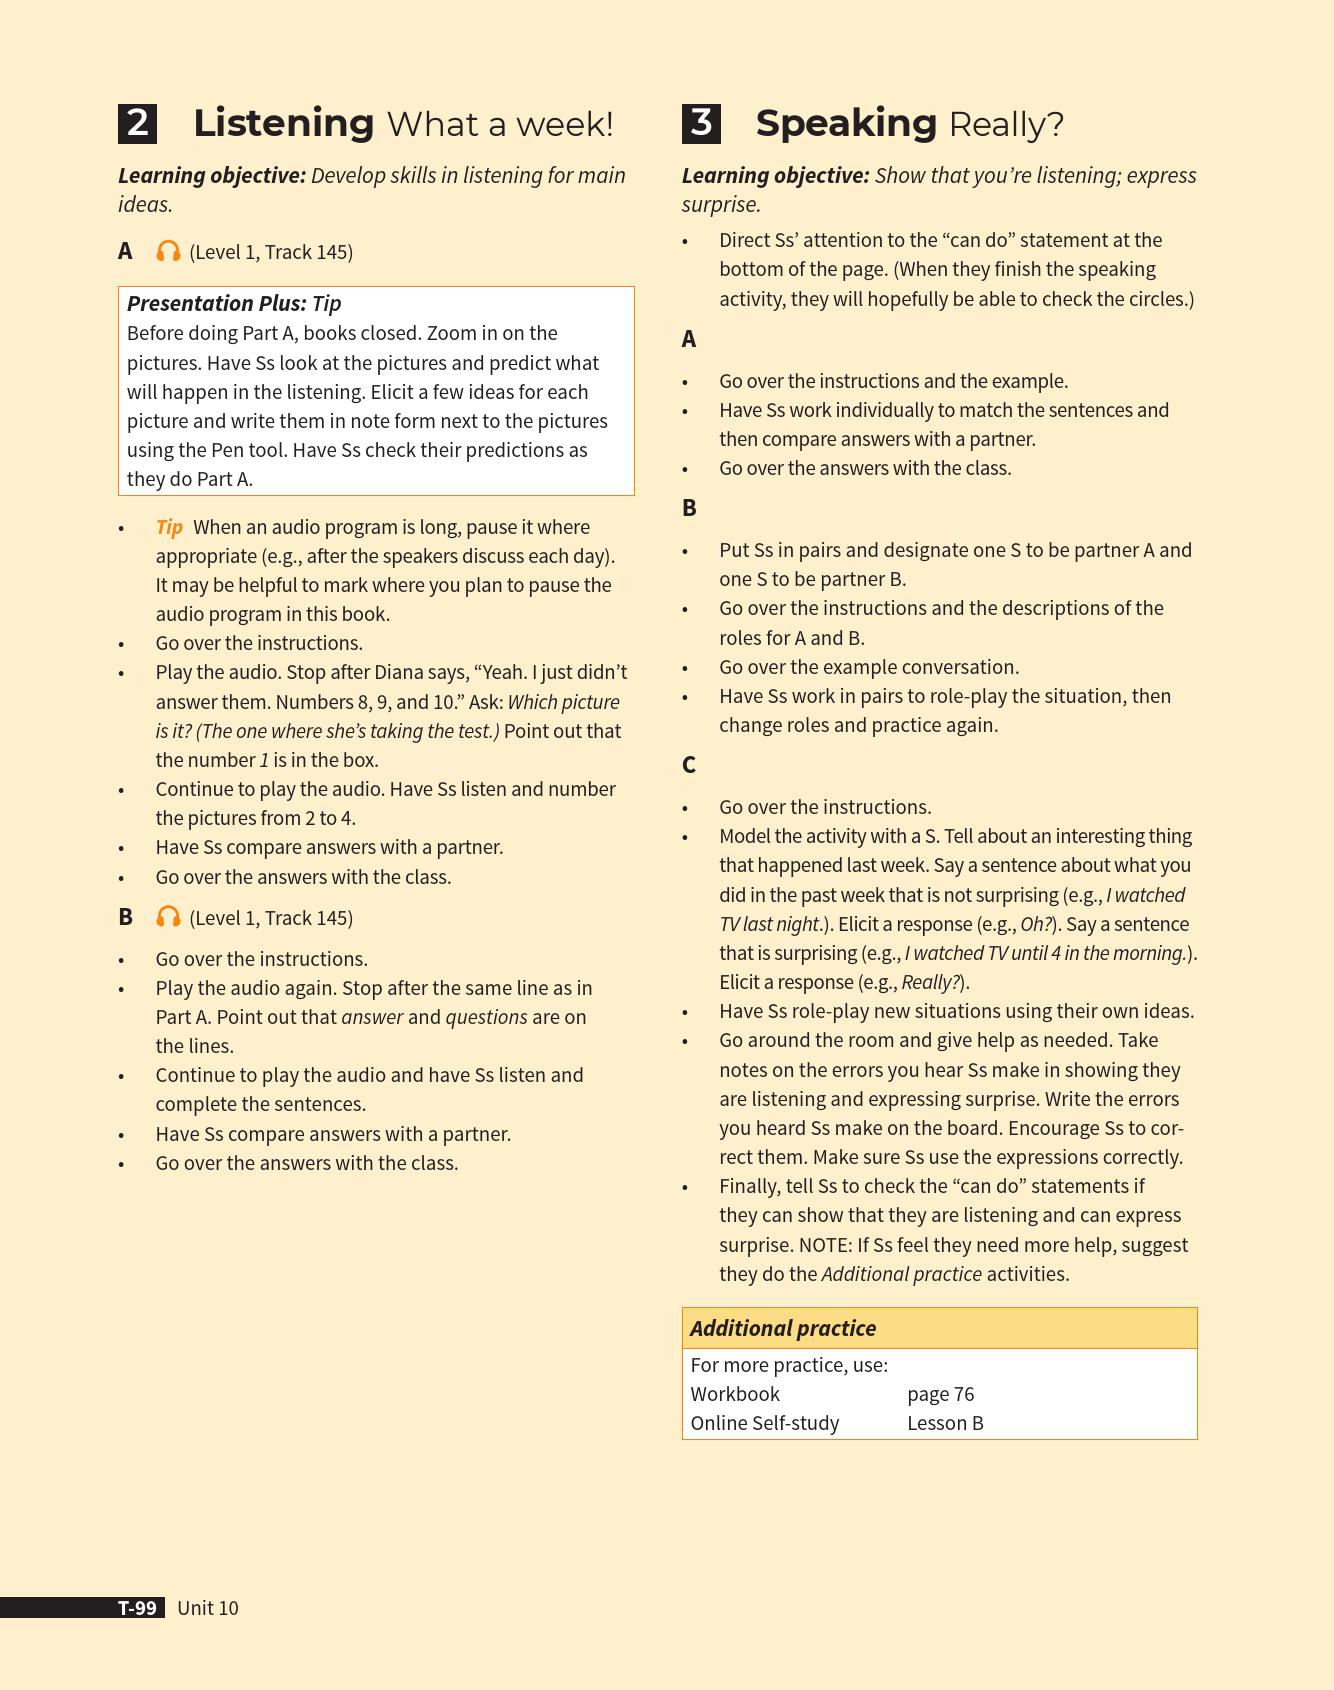 2 Listening What a week!
Learning objective: Develop skills in listening for main
ideas.
A (Level 1, Track 145)
Presentation Plus: Tip
Before doing Part A, books closed. Zoom in on the
pictures. Have Ss look at the pictures and predict what
will happen in the listening. Elicit a few ideas for each
picture and write them in note form next to the pictures
using the Pen tool. Have Ss check their predictions as
they do Part A.
• Tip When an audio program is long, pause it where
appropriate (e.g., after the speakers discuss each day).
It may be helpful to mark where you plan to pause the
audio program in this book.
• Go over the instructions.
• Play the audio. Stop after Diana says, “Yeah. I just didn’t
answer them. Numbers 8, 9, and 10.” Ask: Which picture
is it? (The one where she’s taking the test.) Point out that
the number 1 is in the box.
• Continue to play the audio. Have Ss listen and number
the pictures from 2 to 4.
• Have Ss compare answers with a partner.
• Go over the answers with the class.
B (Level 1, Track 145)
• Go over the instructions.
• Play the audio again. Stop after the same line as in
Part A. Point out that answer and questions are on
the lines.
• Continue to play the audio and have Ss listen and
complete the sentences.
• Have Ss compare answers with a partner.
• Go over the answers with the class.
3 Speaking Really?
Learning objective: Show that you’re listening; express
surprise.
• Direct Ss’ attention to the “can do” statement at the
bottom of the page. (When they finish the speaking
activity, they will hopefully be able to check the circles.)
A
• Go over the instructions and the example.
• Have Ss work individually to match the sentences and
then compare answers with a partner.
• Go over the answers with the class.
B
• Put Ss in pairs and designate one S to be partner A and
one S to be partner B.
• Go over the instructions and the descriptions of the
roles for A and B.
• Go over the example conversation.
• Have Ss work in pairs to role-play the situation, then
change roles and practice again.
C
• Go over the instructions.
• Model the activity with a S. Tell about an interesting thing
that happened last week. Say a sentence about what you
did in the past week that is not surprising (e.g., I watched
TV last night.). Elicit a response (e.g., Oh?). Say a sentence
that is surprising (e.g., I watched TV until 4 in the morning.).
Elicit a response (e.g., Really?).
• Have Ss role-play new situations using their own ideas.
• Go around the room and give help as needed. Take
notes on the errors you hear Ss make in showing they
are listening and expressing surprise. Write the errors
you heard Ss make on the board. Encourage Ss to cor-
rect them. Make sure Ss use the expressions correctly.
• Finally, tell Ss to check the “can do” statements if
they can show that they are listening and can express
surprise. NOTE: If Ss feel they need more help, suggest
they do the Additional practice activities.
Additional practice
For more practice, use:
Workbook page 76
Online Self-study Lesson B
T-99 Unit 10